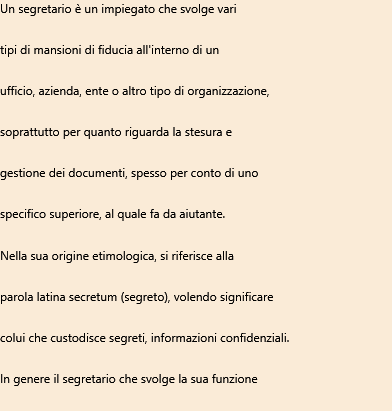 Un segretario è un impiegato che svolge vari
tipi di mansioni di fiducia all'interno di un
ufficio, azienda, ente o altro tipo di organizzazione,
soprattutto per quanto riguarda la stesura e
gestione dei documenti, spesso per conto di uno
specifico superiore, al quale fa da aiutante.
Nella sua origine etimologica, si riferisce alla
parola latina secretum (segreto), volendo significare
colui che custodisce segreti, informazioni confidenziali.
In genere il segretario che svolge la sua funzione